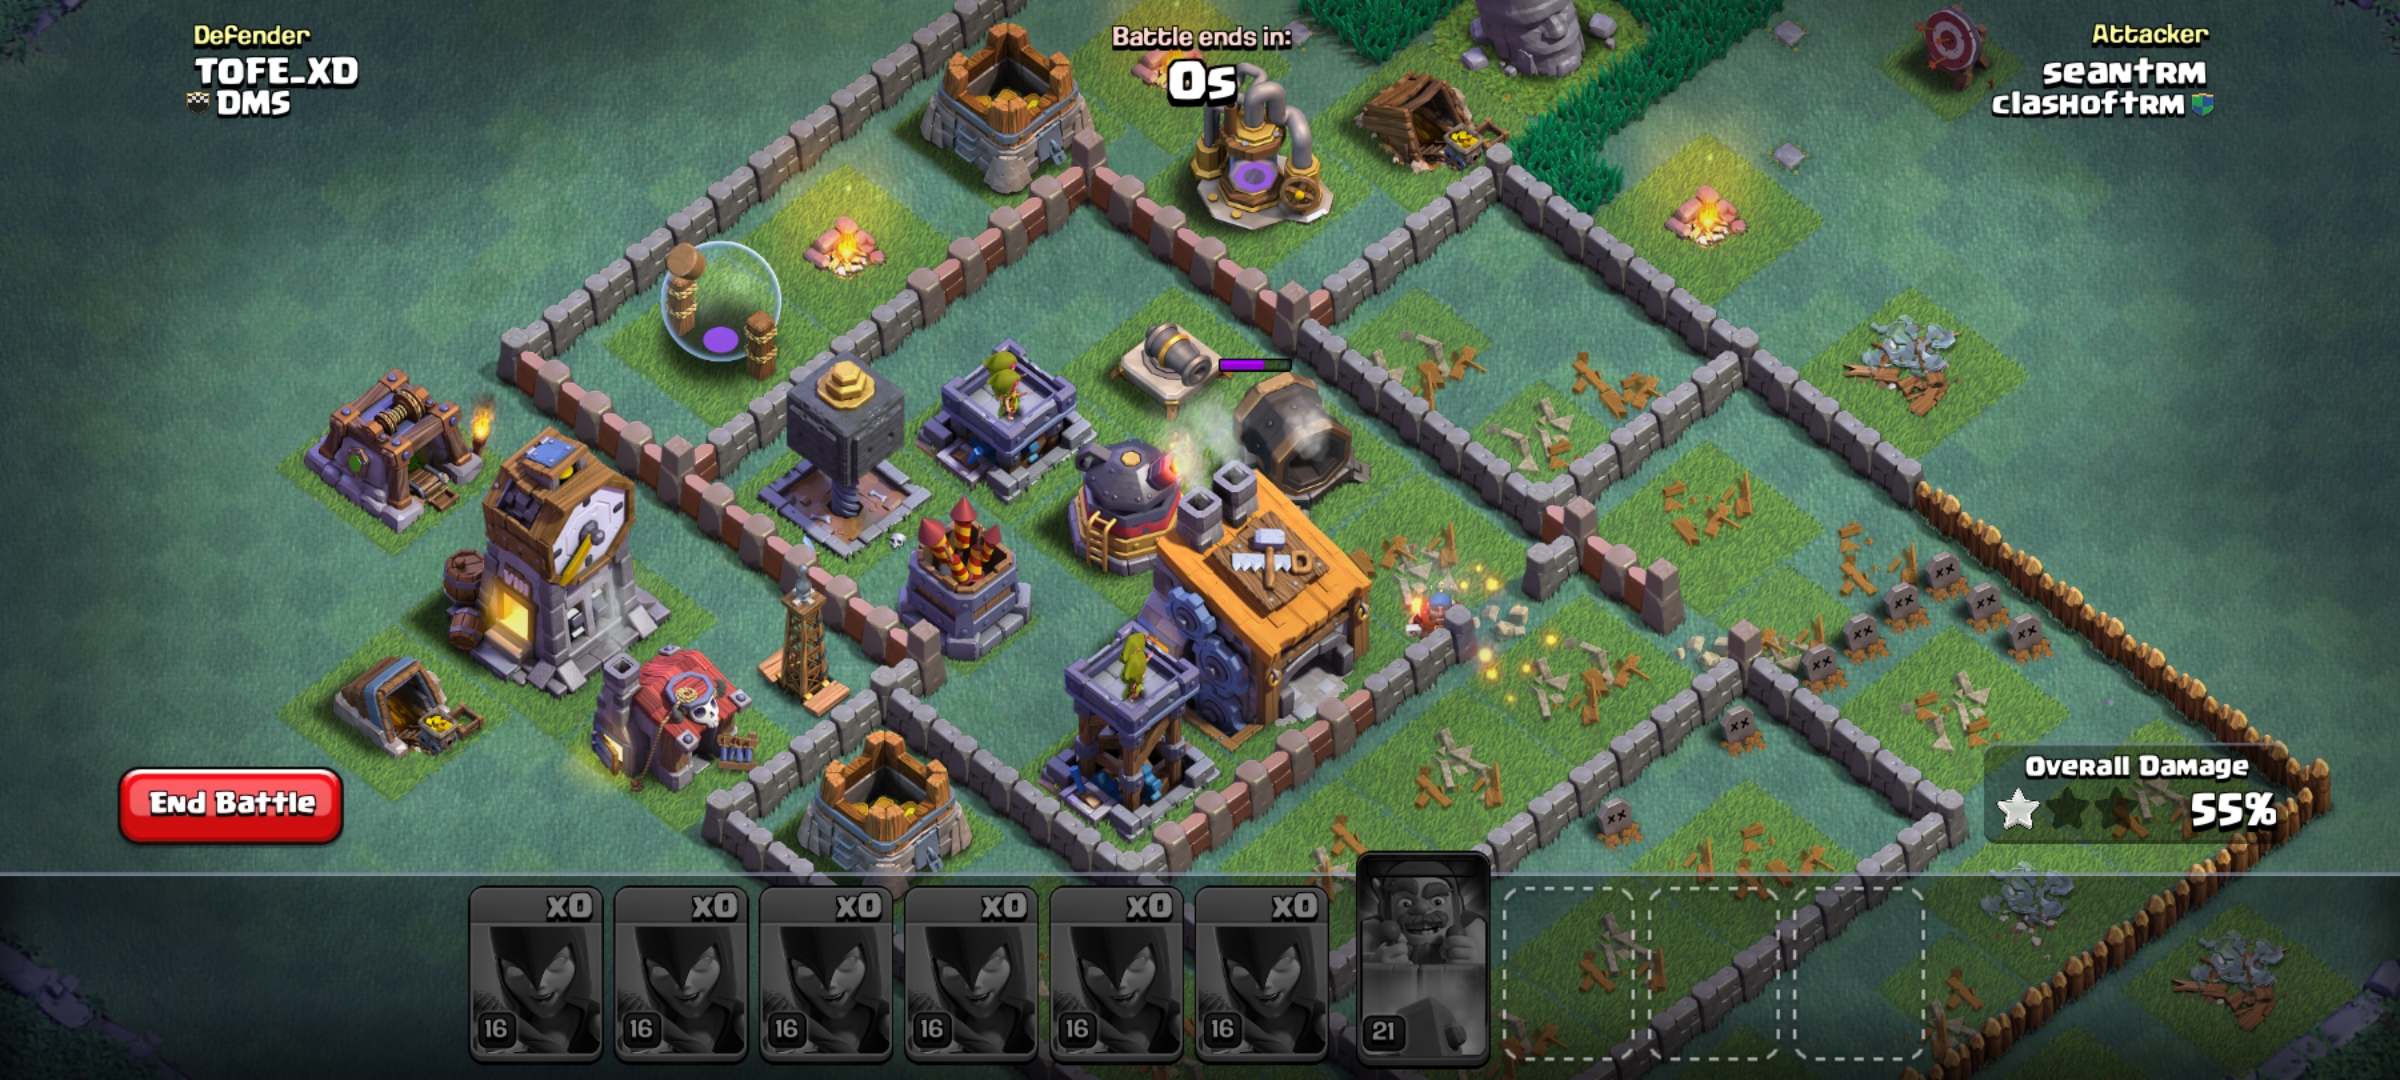 Defender
TOFE_XD
DMS
Battle ends in:
0s
Attacker
seantRM
clashoftRM
VIII
End Battle
Overall Damage
55%
x0
x0
x0
x0
x0
x0
16
16
16
16
16
16
21